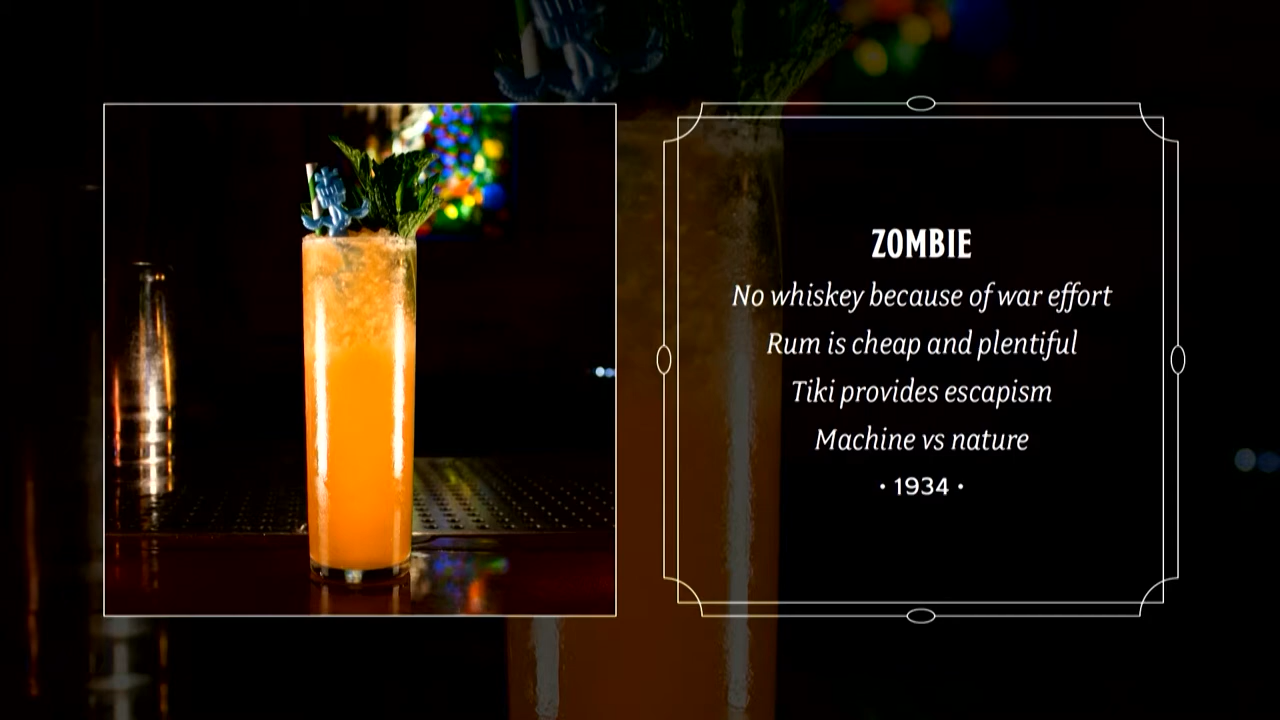 ZOMBIE
No whiskey because of war effort
Rum is cheap and plentiful
Tiki provides escapism
Machine vs nature
• 1934 •